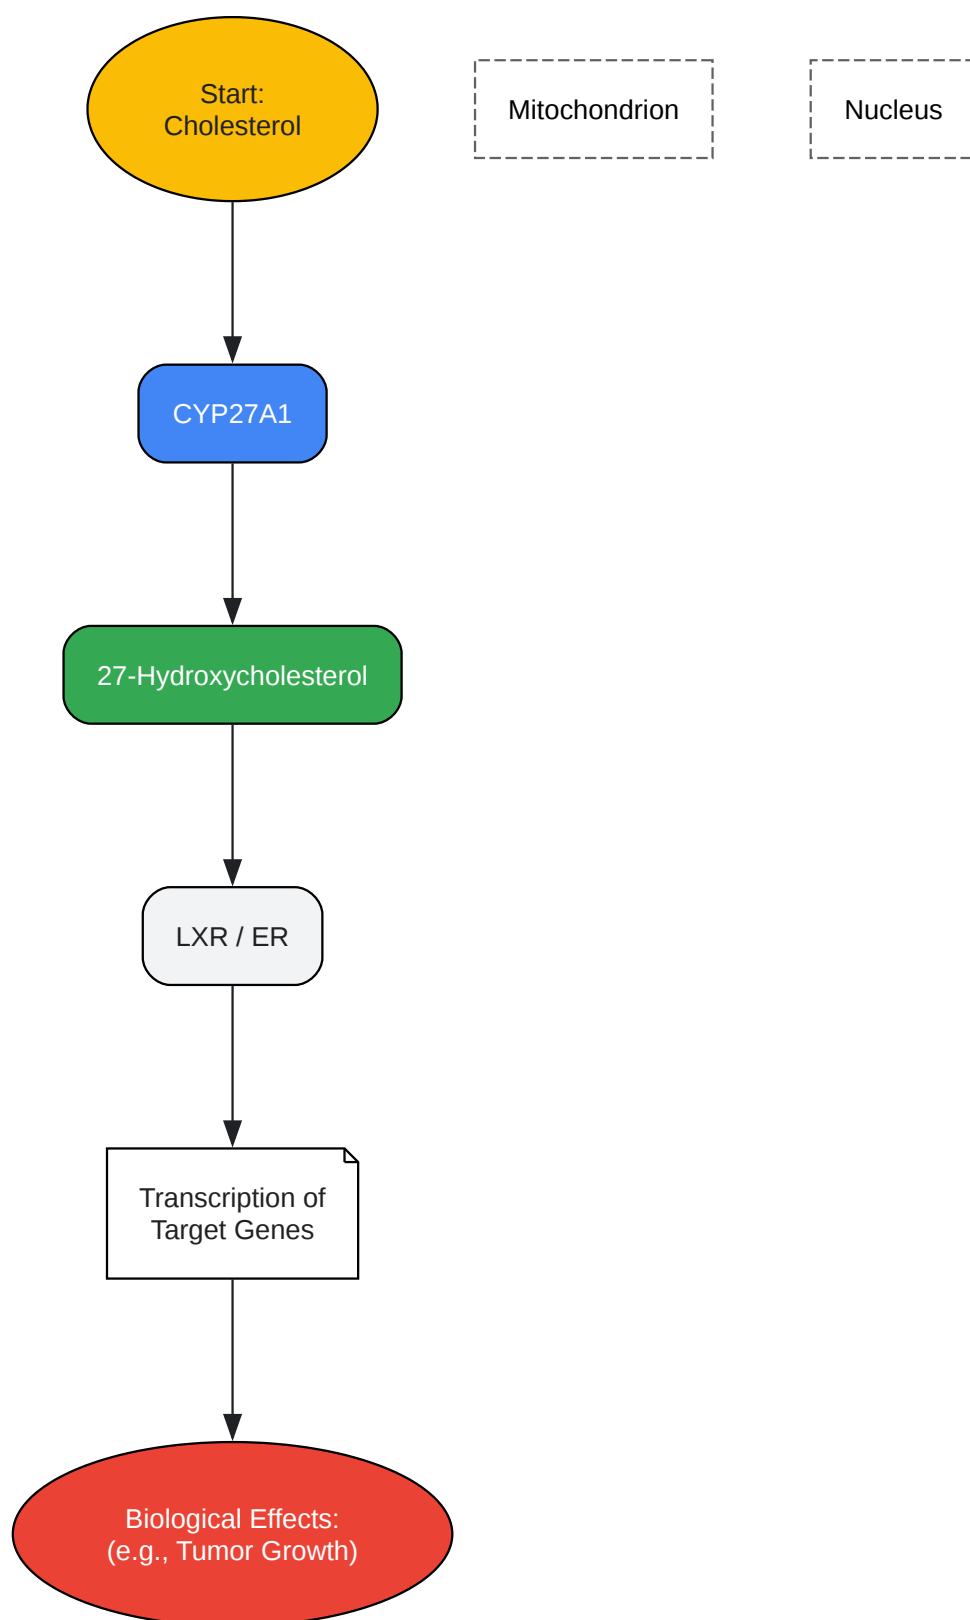 Start:
Cholesterol
Mitochondrion
Nucleus
CYP27A1
27-Hydroxycholesterol
LXR / ER
Transcription of
Target Genes
Biological Effects:
(e.g., Tumor Growth)